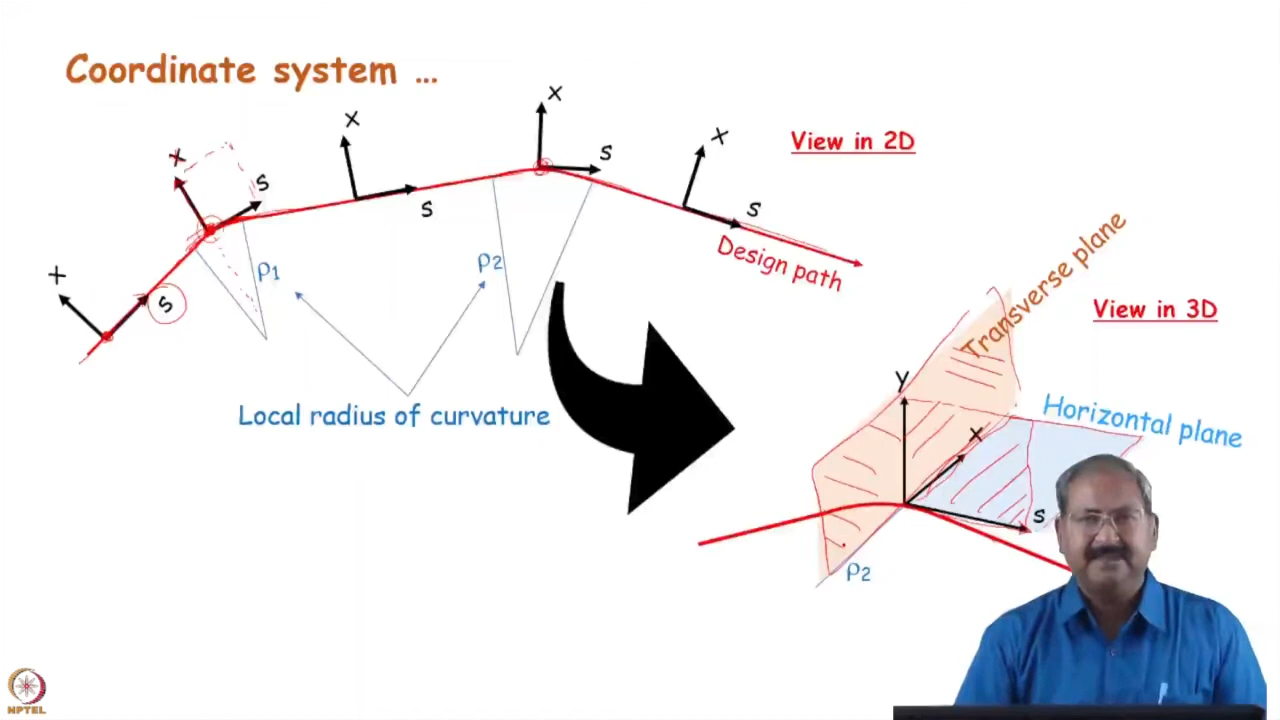 Coordinate system ...
x
s
x
s
x
s
x
s
x
s
View in 2D
Design path
ρ1
ρ2
Local radius of curvature
Transverse plane
View in 3D
Horizontal plane
y
x
s
ρ2
NPTEL